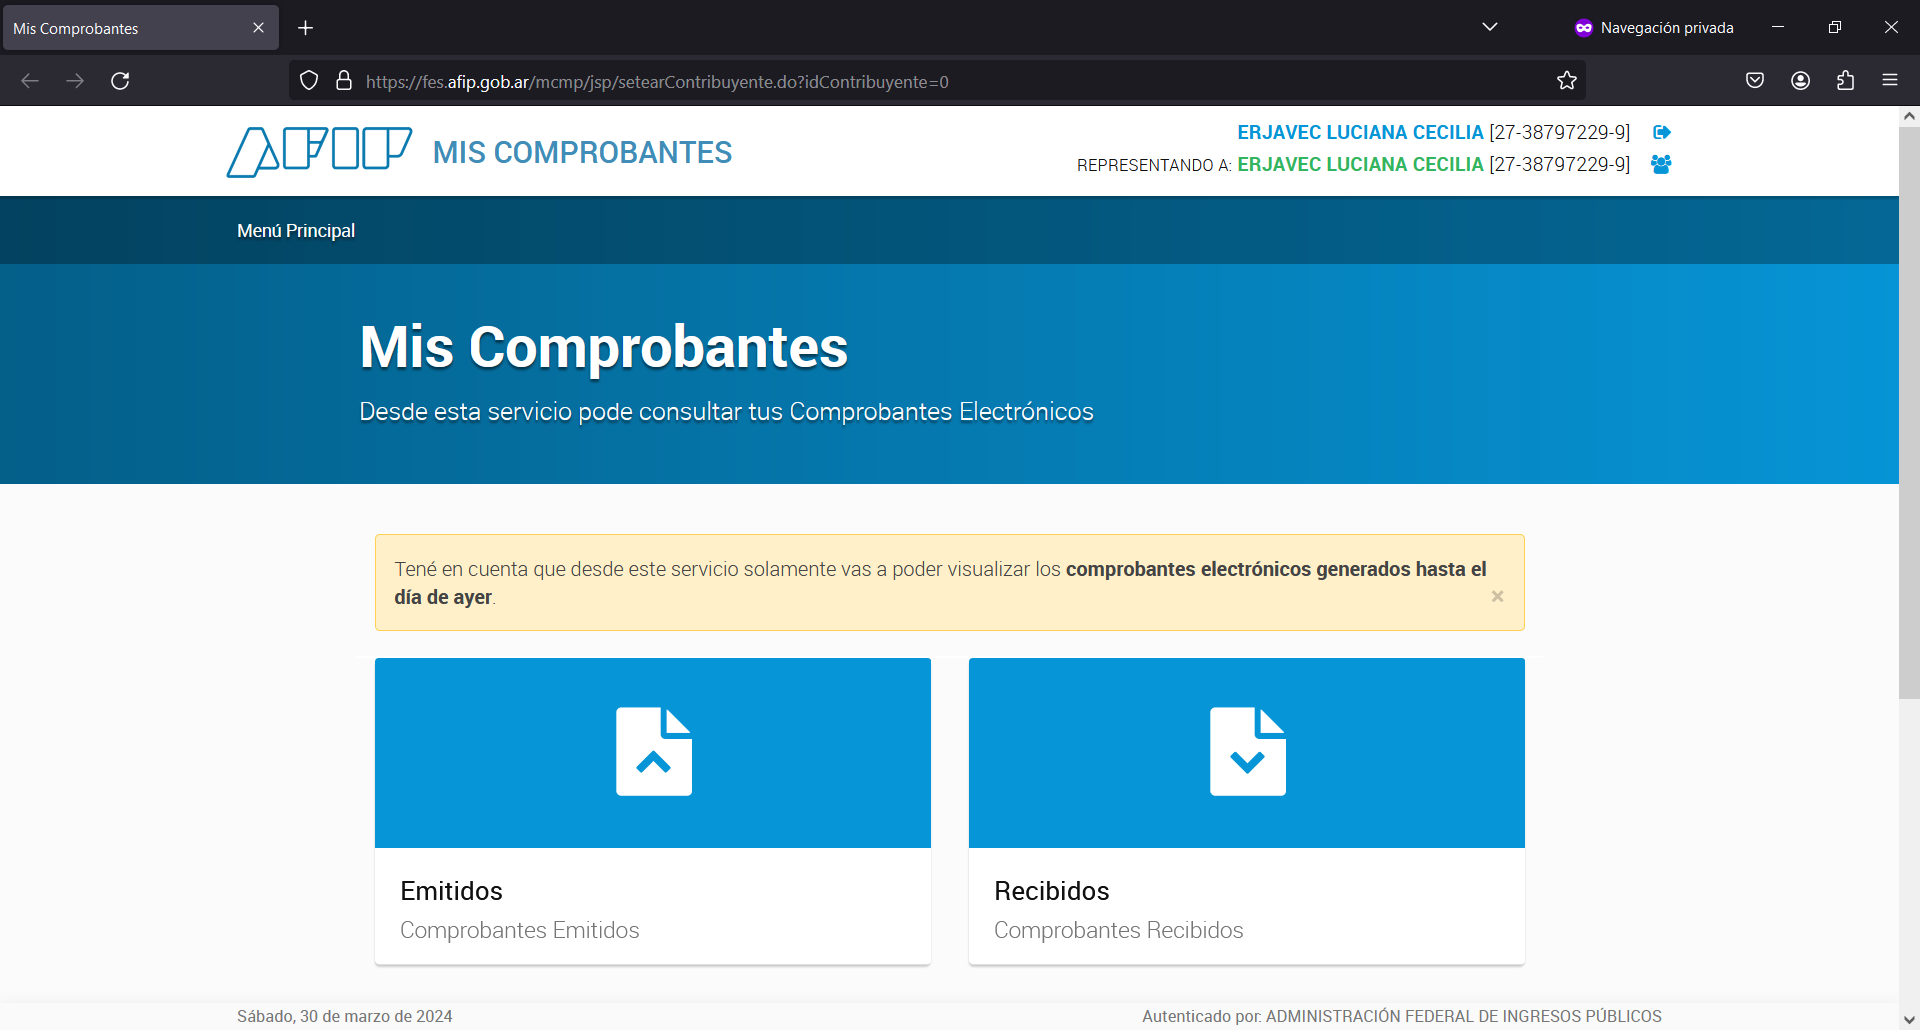 Mis Comprobantes
Navegación privada
https://fes.afip.gob.ar/mcmp/jsp/setearContribuyente.do?idContribuyente=0
AFIP
MIS COMPROBANTES
ERJAVEC LUCIANA CECILIA [27-38797229-9]
REPRESENTANDO A: ERJAVEC LUCIANA CECILIA [27-38797229-9]
Menú Principal
Mis Comprobantes
Desde esta servicio pode consultar tus Comprobantes Electrónicos
Tené en cuenta que desde este servicio solamente vas a poder visualizar los comprobantes electrónicos generados hasta el
día de ayer.
Emitidos
Comprobantes Emitidos
Recibidos
Comprobantes Recibidos
Sábado, 30 de marzo de 2024
Autenticado por: ADMINISTRACIÓN FEDERAL DE INGRESOS PÚBLICOS